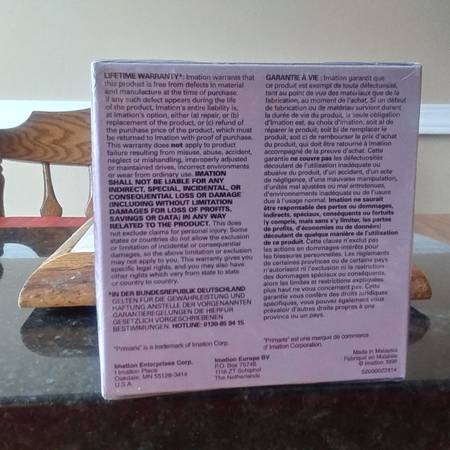 LIFETIME WARRANTY*: Imation warrants that
this product is free from defects in material
and manufacture at the time of purchase.
If any such defect appears during the life
of the product, Imation's entire liability is,
at Imation's option, either (a) repair, or (b)
replacement of the product, or (c) refund of
the purchase price of the product, which must
be returned to Imation with proof of purchase.
This warranty does not apply to product
failure resulting from misuse, abuse, accident,
neglect or mishandling, improperly adjusted
or maintained drives, incorrect environments
or wear from ordinary use. IMATION
SHALL NOT BE LIABLE FOR ANY
INDIRECT, SPECIAL, INCIDENTAL, OR
CONSEQUENTIAL LOSS OR DAMAGE
(INCLUDING WITHOUT LIMITATION
DAMAGES FOR LOSS OF PROFITS,
SAVINGS OR DATA) IN ANY WAY
RELATED TO THE PRODUCT. This does
not exclude claims for personal injury. Some
states or countries do not allow the exclusion
or limitation of incidental or consequential
damages, so the above limitation or exclusion
may not apply to you. This warranty gives you
specific legal rights, and you may also have
other rights which vary from state to state
or country to country.
*IN DER BUNDESREPUBLIK DEUTSCHLAND
GELTEN FÜR DIE GEWÄHRLEISTUNG UND
HAFTUNG ANSTELLE DER VORGENANNTEN
GARANTIEREGELUNGEN DIE HIERFÜR
GESETZLICH VORGESCHRIEBENEN
BESTIMMUNGEN. HOTLINE: 0130-85 94 15
"Primaris" is a trademark of Imation Corp.
Imation Enterprises Corp.
1 Imation Place
Oakdale, MN 55128-3414
U.S.A.
Imation Europe BV
P.O. Box 75748
1118 ZT Schiphol
The Netherlands
GARANTIE À VIE : Imation garantit que
ce produit est exempt de toute défectuosité,
tant au point de vue des matériaux que de la
fabrication, au moment de l'achat. Si un défaut
de fabrication ou de matériau survient durant
la durée de vie du produit, la seule obligation
d'Imation est, au choix d'Imation, soit de
réparer le produit, soit de remplacer le
produit, soit de rembourser le prix d'achat
du produit, qui doit être retourné à Imation
accompagné de la preuve d'achat. Cette
garantie ne couvre pas les défectuosités
découlant de l'utilisation inadéquate ou
abusive du produit, d'un accident, d'un acte
de négligence, d'une mauvaise manipulation,
d'unités mal ajustées ou mal entretenues,
d'environnements inadéquats ou de l'usure
due à l'usage normal. Imation ne saurait
être responsable des pertes ou dommages
indirects, spéciaux, conséquents ou fortuits
(y compris, mais sans s'y limiter, les pertes
de profits, d'économies ou de données)
découlant de quelque manière de l'utilisation
de ce produit. Cette clause n'exclut pas
les actions en dommages intérêts pour
les blessures personnelles. Les règlements
de certaines provinces ou de certains pays
n'autorisent ni l'exclusion ni la restriction
des dommages spéciaux ou conséquents,
alors les limites et restrictions expliquées
plus haut ne vous concernent pas. Cette
garantie vous confère des droits juridiques
spécifiques, vous pouvez également vous
prévaloir d'autres droits propres à une
province ou un pays.
"Primaris" est une marque de commerce
d'Imation Corporation.
Made in Malaysia
Fabriqué en Malaisie
© Imation 1998